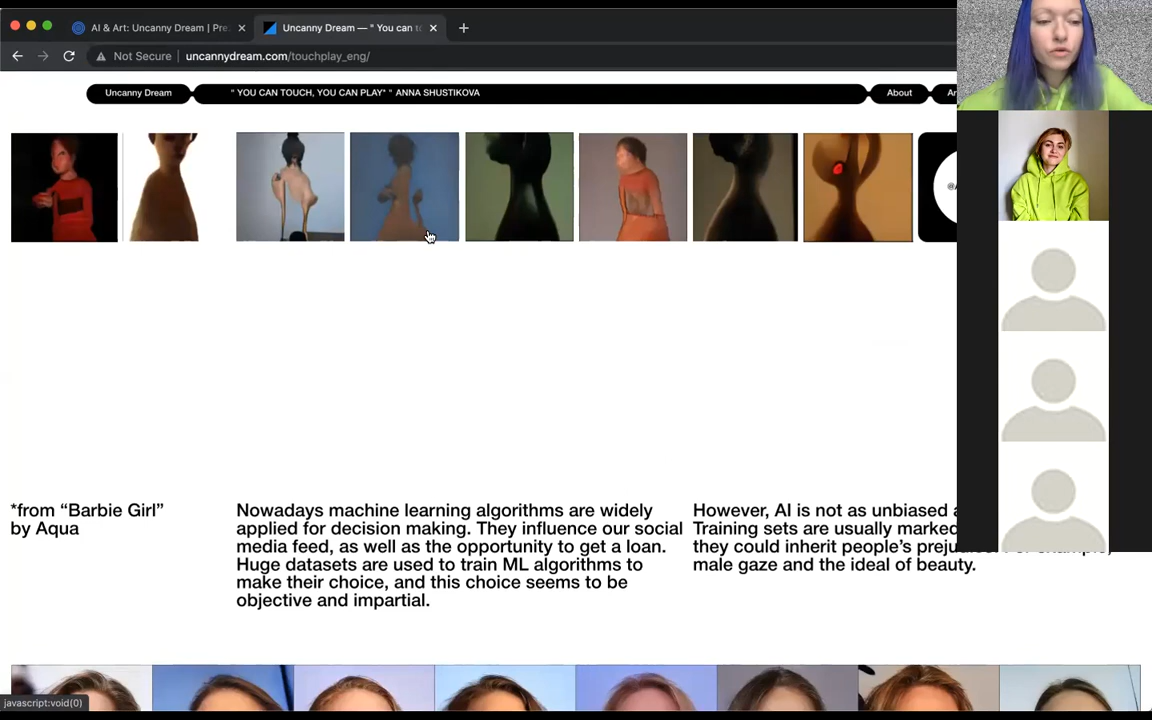 AI & Art: Uncanny Dream | Pre
Uncanny Dream — " You can t
Not Secure
uncannydream.com/touchplay_eng/
Uncanny Dream
" YOU CAN TOUCH, YOU CAN PLAY* " ANNA SHUSTIKOVA
About
*from “Barbie Girl”
by Aqua
Nowadays machine learning algorithms are widely
applied for decision making. They influence our social
media feed, as well as the opportunity to get a loan.
Huge datasets are used to train ML algorithms to
make their choice, and this choice seems to be
objective and impartial.
However, AI is not as unbiased
Training sets are usually marked
they could inherit people’s
male gaze and the ideal of beauty.
javascript:void(0)